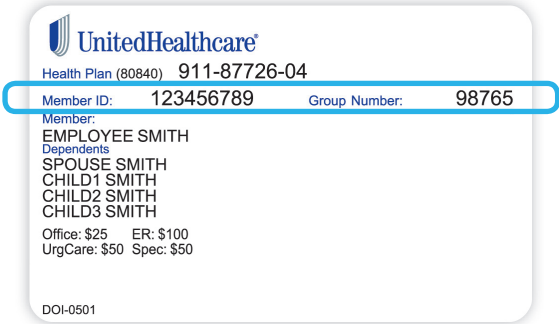 UnitedHealthcare®
Health Plan (80840) 911-87726-04
Member ID: 123456789 Group Number: 98765
Member:
EMPLOYEE SMITH
Dependents
SPOUSE SMITH
CHILD1 SMITH
CHILD2 SMITH
CHILD3 SMITH
Office: $25 ER: $100
UrgCare: $50 Spec: $50
DOI-0501